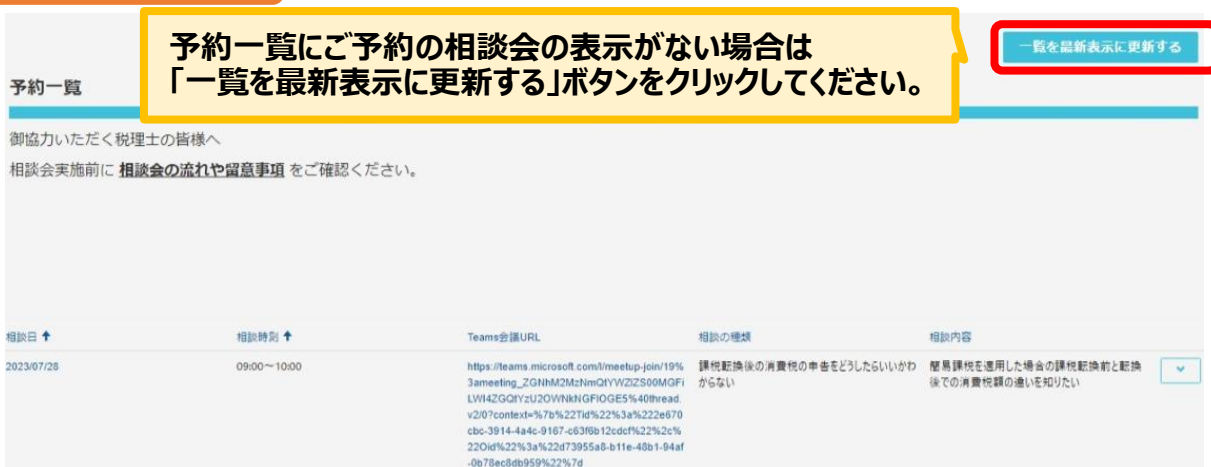 予約一覧にご予約の相談会の表示がない場合は
「一覧を最新表示に更新する」ボタンをクリックしてください。
一覧を最新表示に更新する
予約一覧
御協力いただく税理士の皆様へ
相談会実施前に 相談会の流れや留意事項 をご確認ください。
相談日 ↑ 相談時刻 ↑ Teams会議URL 相談の種類 相談内容
2023/07/28 09:00～10:00
https://teams.microsoft.com/l/meetup-join/19%
3ameeting_ZGNhM2MzNmQtYWZlZS00MGFi
LWI4ZGQtYzU2OWNkNGFlOGE5%40thread.
v2/0?context=%7b%22Tid%22%3a%222e670
cbc-3914-4a4c-9167-c63f6b12cdcf%22%2c%
22Oid%22%3a%22d73955a8-b11e-48b1-94af
-0b78ec8db959%22%7d
課税転換後の消費税の申告をどうしたらいいかわ
からない
簡易課税を適用した場合の課税転換前と転換
後での消費税額の違いを知りたい